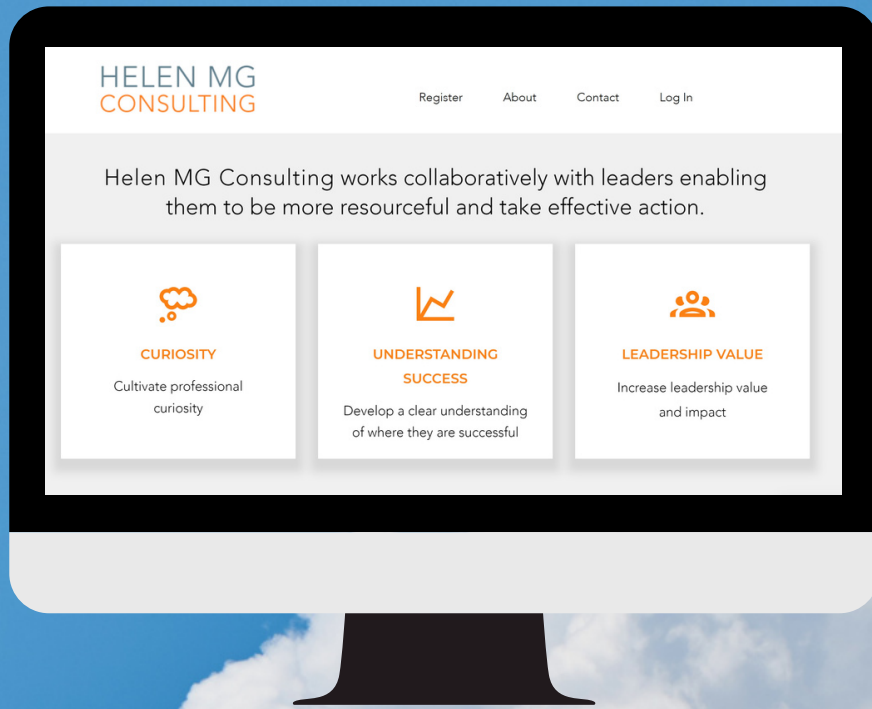 HELEN MG
CONSULTING
Register About Contact Log In
Helen MG Consulting works collaboratively with leaders enabling
them to be more resourceful and take effective action.
CURIOSITY
Cultivate professional
curiosity
UNDERSTANDING
SUCCESS
Develop a clear understanding
of where they are successful
LEADERSHIP VALUE
Increase leadership value
and impact